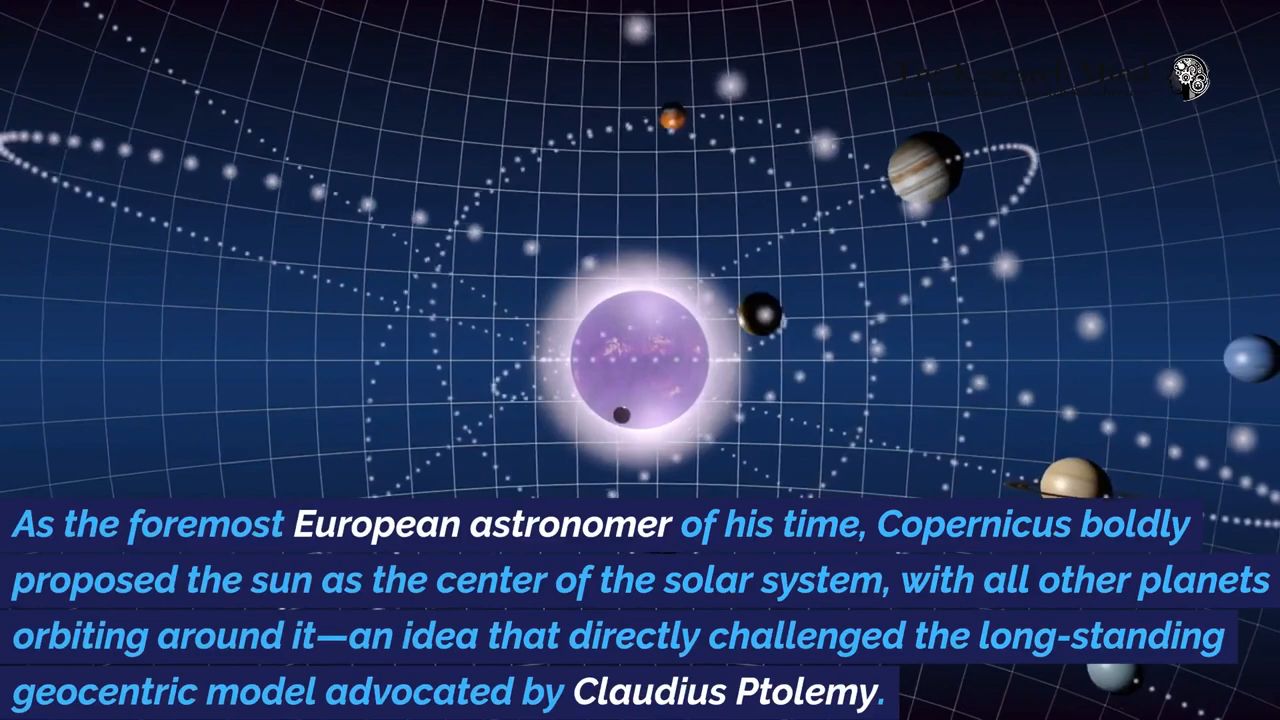 As the foremost European astronomer of his time, Copernicus boldly
proposed the sun as the center of the solar system, with all other planets
orbiting around it—an idea that directly challenged the long-standing
geocentric model advocated by Claudius Ptolemy.